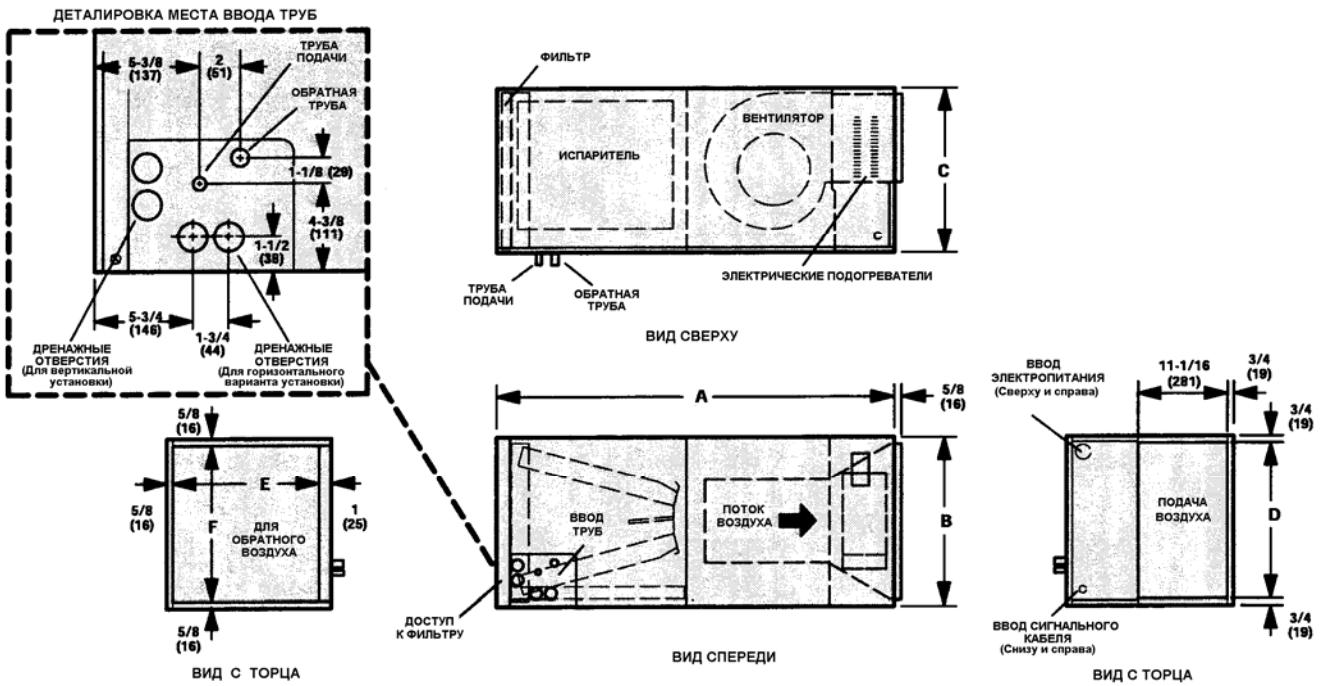 ДЕТАЛИРОВКА МЕСТА ВВОДА ТРУБ
5-3/8
(137)
2
(51)
ТРУБА
ПОДАЧИ
ОБРАТНАЯ
ТРУБА
1-1/8 (29)
4-3/8
(111)
1-1/2
(38)
5-3/4
(146)
1-3/4
(44)
ДРЕНАЖНЫЕ
ОТВЕРСТИЯ
(Для вертикальной
установки)
ДРЕНАЖНЫЕ
ОТВЕРСТИЯ
(Для горизонтального
варианта установки)
ФИЛЬТР
ИСПАРИТЕЛЬ
ВЕНТИЛЯТОР
C
ЭЛЕКТРИЧЕСКИЕ ПОДОГРЕВАТЕЛИ
ТРУБА
ПОДАЧИ
ОБРАТНАЯ
ТРУБА
ВИД СВЕРХУ
5/8
(16)
E
F
5/8
(16)
1
(25)
ДЛЯ
ОБРАТНОГО
ВОЗДУХА
5/8
(16)
ВИД С ТОРЦА
A
5/8
(16)
B
ВВОД
ТРУБ
ПОТОК
ВОЗДУХА
ДОСТУП
К ФИЛЬТРУ
ВИД СПЕРЕДИ
ВВОД
ЭЛЕКТРОПИТАНИЯ
(Сверху и справа)
11-1/16
(281)
3/4
(19)
3/4
(19)
ПОДАЧА
ВОЗДУХА
D
3/4
(19)
ВВОД СИГНАЛЬНОГО
КАБЕЛЯ
(Снизу и справа)
ВИД С ТОРЦА